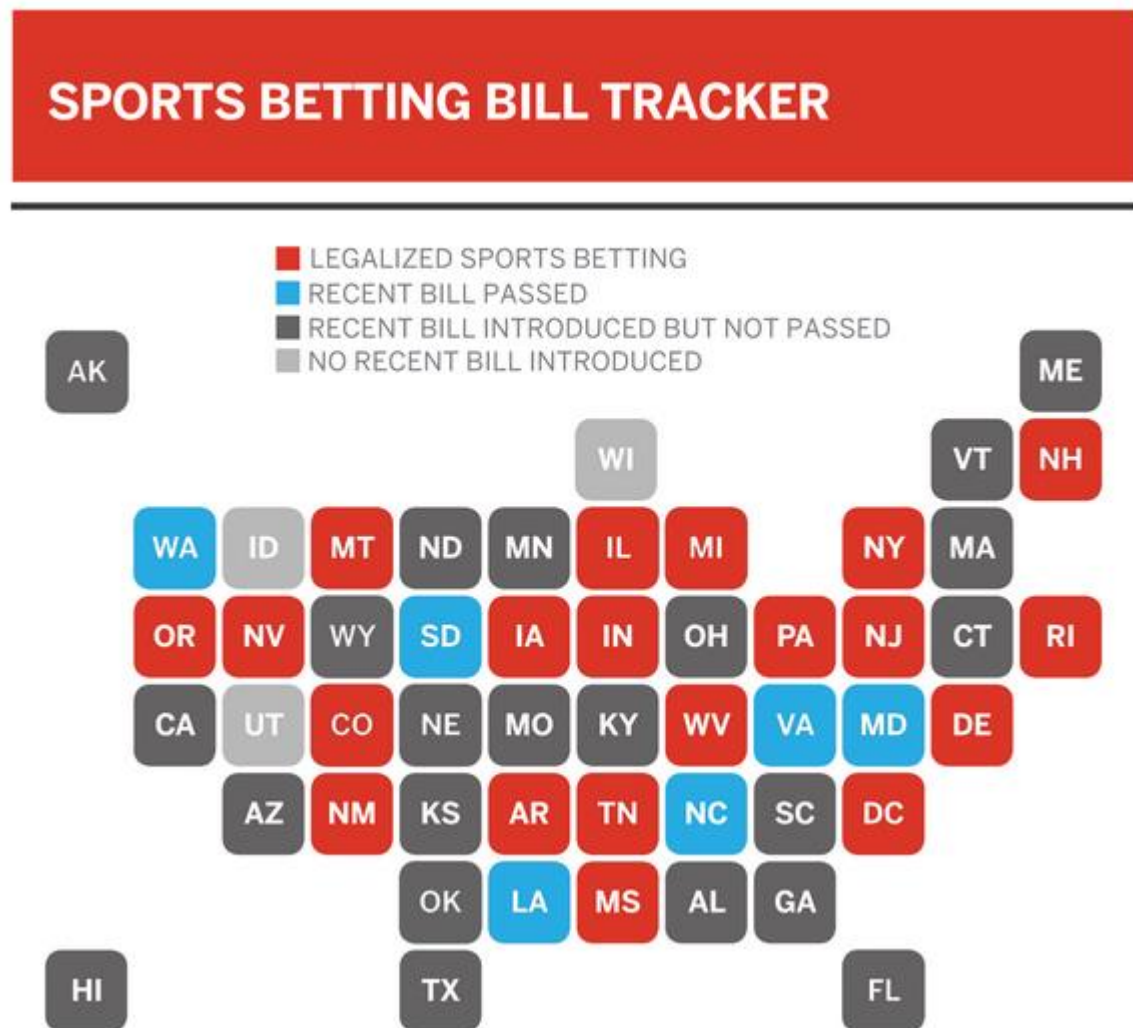 SPORTS BETTING BILL TRACKER
LEGALIZED SPORTS BETTING
RECENT BILL PASSED
RECENT BILL INTRODUCED BUT NOT PASSED
NO RECENT BILL INTRODUCED
AK ME
WI VT NH
WA ID MT ND MN IL MI NY MA
OR NV WY SD IA IN OH PA NJ CT RI
CA UT CO NE MO KY WV VA MD DE
AZ NM KS AR TN NC SC DC
OK LA MS AL GA
HI TX FL